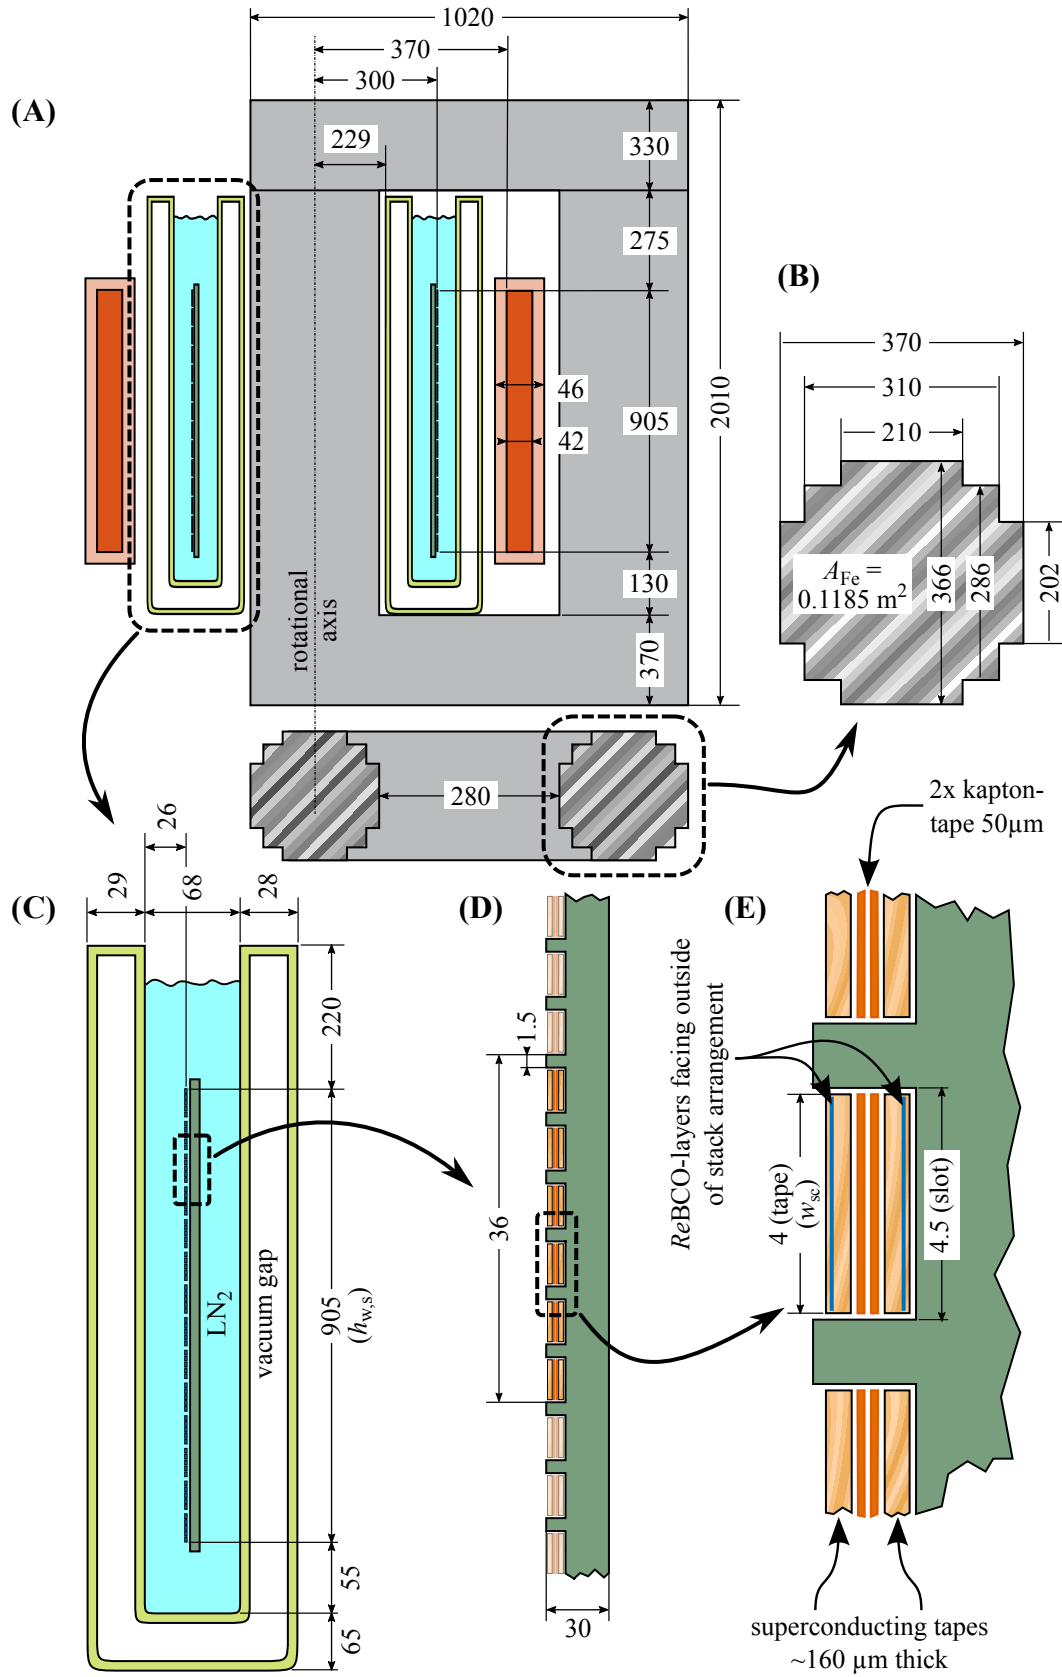 1020
370
300
(A)
229
330
275
(B)
370
310
46
905
2010
210
42
A_Fe =
0.1185 m²
366
286
202
130
rotational
axis
370
280
2x kapton-
tape 50µm
26
29
68
28
(C)
(D)
(E)
220
1.5
ReBCO-layers facing outside
of stack arrangement
36
4 (tape)
(w_sc)
4.5 (slot)
LN₂
vacuum gap
905
(h_w,s)
55
65
30
superconducting tapes
~160 µm thick